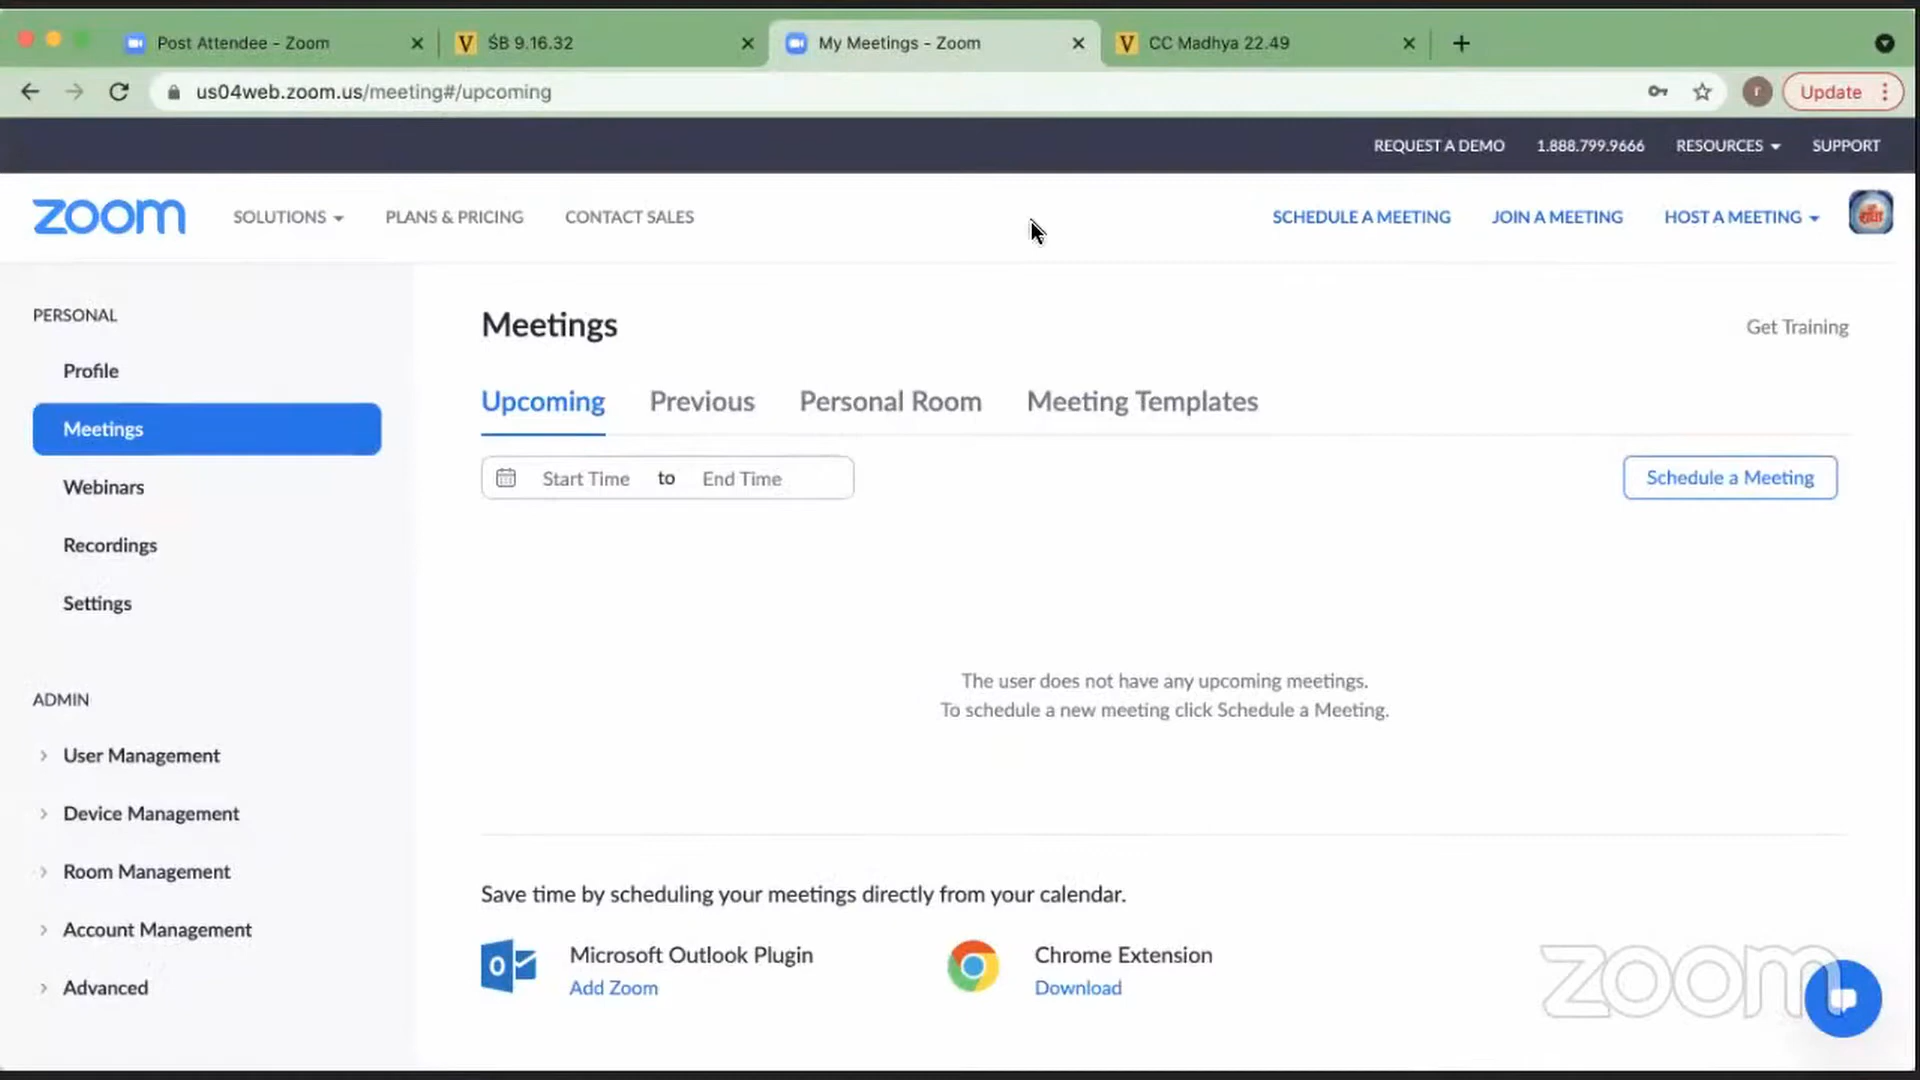 Post Attendee - Zoom
ŚB 9.16.32
My Meetings - Zoom
CC Madhya 22.49
us04web.zoom.us/meeting#/upcoming
r
Update
REQUEST A DEMO
1.888.799.9666
RESOURCES
SUPPORT
zoom
SOLUTIONS
PLANS & PRICING
CONTACT SALES
SCHEDULE A MEETING
JOIN A MEETING
HOST A MEETING
राधा
PERSONAL
Profile
Meetings
Webinars
Recordings
Settings
ADMIN
User Management
Device Management
Room Management
Account Management
Advanced
Meetings
Get Training
Upcoming
Previous
Personal Room
Meeting Templates
Start Time to End Time
Schedule a Meeting
The user does not have any upcoming meetings.
To schedule a new meeting click Schedule a Meeting.
Save time by scheduling your meetings directly from your calendar.
Microsoft Outlook Plugin
Add Zoom
Chrome Extension
Download
zoom